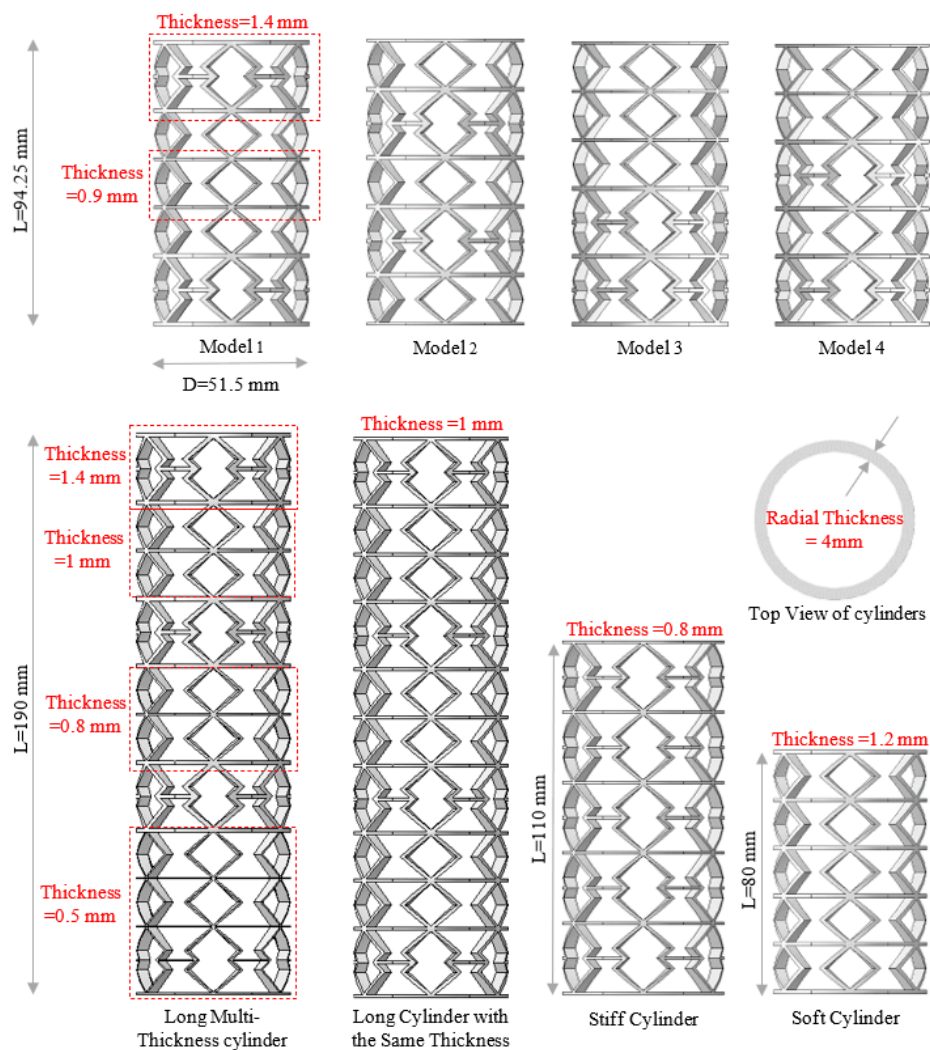 Thickness=1.4 mm
L=94.25 mm
Thickness
=0.9 mm
Model 1
Model 2
Model 3
Model 4
D=51.5 mm
Thickness
=1.4 mm
Thickness
=1 mm
Thickness
=0.8 mm
Thickness
=0.5 mm
L=190 mm
Long Multi-
Thickness cylinder
Thickness =1 mm
Long Cylinder with
the Same Thickness
Thickness =0.8 mm
L=110 mm
Stiff Cylinder
Radial Thickness
= 4mm
Top View of cylinders
Thickness =1.2 mm
L=80 mm
Soft Cylinder